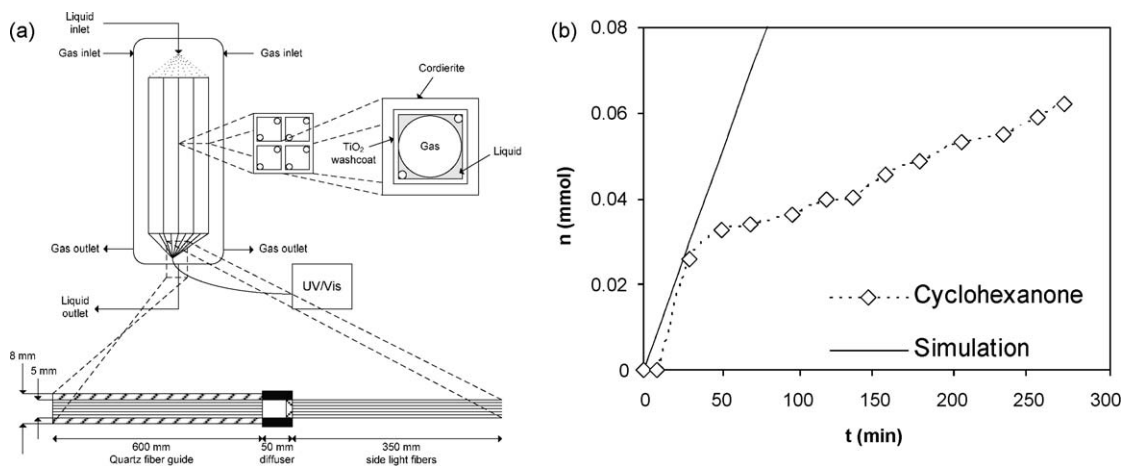 (a)
Liquid
inlet
Gas inlet
Gas inlet
Cordierite
TiO₂
washcoat
Gas
Liquid
Gas outlet
Gas outlet
UV/Vis
Liquid
outlet
8 mm
5 mm
600 mm
Quartz fiber guide
50 mm
diffuser
350 mm
side light fibers
(b)
n (mmol)
0.08
0.06
0.04
0.02
0
Cyclohexanone
Simulation
0 50 100 150 200 250 300
t (min)